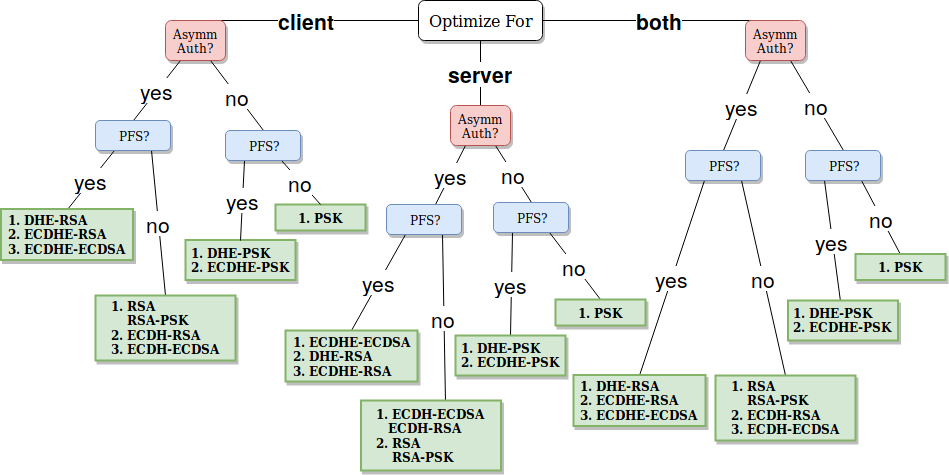 Optimize For
client
server
both
Asymm
Auth?
yes
no
PFS?
PFS?
yes
no
yes
no
1. DHE-RSA
2. ECDHE-RSA
3. ECDHE-ECDSA
1. RSA
RSA-PSK
2. ECDH-RSA
3. ECDH-ECDSA
1. DHE-PSK
2. ECDHE-PSK
1. PSK
Asymm
Auth?
yes
no
PFS?
PFS?
yes
no
yes
no
1. ECDHE-ECDSA
2. DHE-RSA
3. ECDHE-RSA
1. ECDH-ECDSA
ECDH-RSA
2. RSA
RSA-PSK
1. DHE-PSK
2. ECDHE-PSK
1. PSK
Asymm
Auth?
yes
no
PFS?
PFS?
yes
no
yes
no
1. DHE-RSA
2. ECDHE-RSA
3. ECDHE-ECDSA
1. RSA
RSA-PSK
2. ECDH-RSA
3. ECDH-ECDSA
1. DHE-PSK
2. ECDHE-PSK
1. PSK